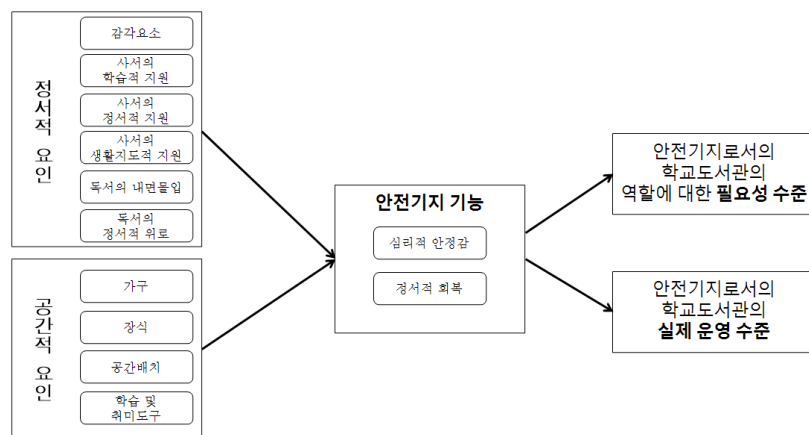 정서적 요인
감각요소
사서의
학습적 지원
사서의
정서적 지원
사서의
생활지도적 지원
독서의 내면몰입
독서의
정서적 위로
공간적 요인
가구
장식
공간배치
학습 및
취미도구
안전기지 기능
심리적 안정감
정서적 회복
안전기지로서의
학교도서관의
역할에 대한 필요성 수준
안전기지로서의
학교도서관의
실제 운영 수준